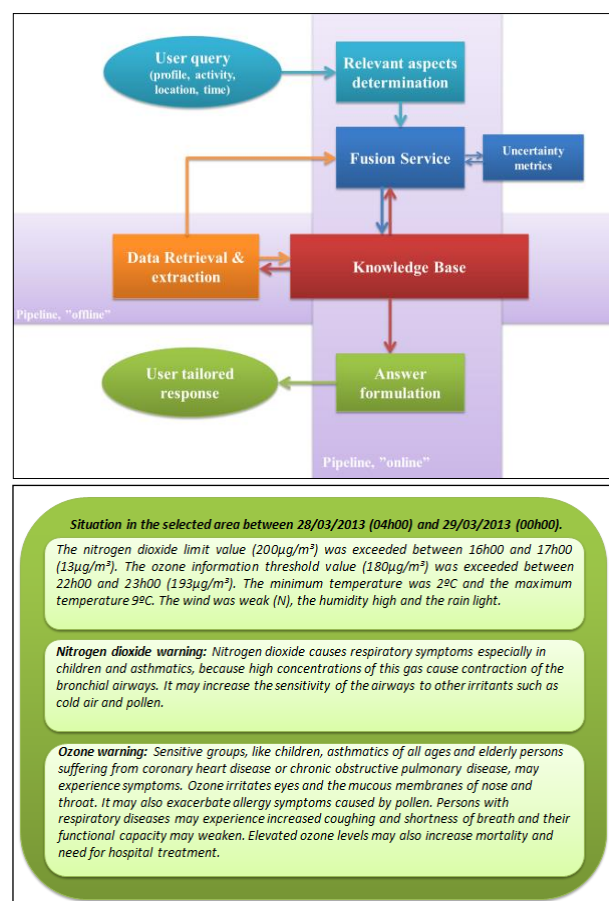 User query
(profile, activity,
location, time)
Relevant aspects
determination
Fusion Service
Uncertainty
metrics
Data Retrieval &
extraction
Knowledge Base
Pipeline, "offline"
User tailored
response
Answer
formulation
Pipeline, "online"
Situation in the selected area between 28/03/2013 (04h00) and 29/03/2013 (00h00).
The nitrogen dioxide limit value (200µg/m³) was exceeded between 16h00 and 17h00
(13µg/m³). The ozone information threshold value (180µg/m³) was exceeded between
22h00 and 23h00 (193µg/m³). The minimum temperature was 2ºC and the maximum
temperature 9ºC. The wind was weak (N), the humidity high and the rain light.
Nitrogen dioxide warning: Nitrogen dioxide causes respiratory symptoms especially in
children and asthmatics, because high concentrations of this gas cause contraction of the
bronchial airways. It may increase the sensitivity of the airways to other irritants such as
cold air and pollen.
Ozone warning: Sensitive groups, like children, asthmatics of all ages and elderly persons
suffering from coronary heart disease or chronic obstructive pulmonary disease, may
experience symptoms. Ozone irritates eyes and the mucous membranes of nose and
throat. It may also exacerbate allergy symptoms caused by pollen. Persons with
respiratory diseases may experience increased coughing and shortness of breath and their
functional capacity may weaken. Elevated ozone levels may also increase mortality and
need for hospital treatment.